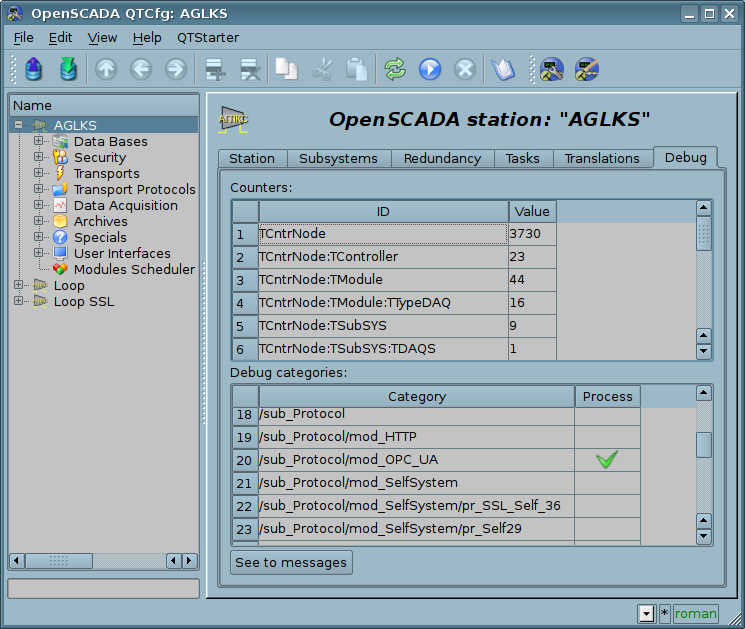 OpenSCADA QTCfg: AGLKS
File Edit View Help QTStarter
Name
AGLKS
Data Bases
Security
Transports
Transport Protocols
Data Acquisition
Archives
Specials
User Interfaces
Modules Scheduler
Loop
Loop SSL
АГЛКС
OpenSCADA station: "AGLKS"
Station Subsystems Redundancy Tasks Translations Debug
Counters:
ID Value
1 TCntrNode 3730
2 TCntrNode:TController 23
3 TCntrNode:TModule 44
4 TCntrNode:TModule:TTypeDAQ 16
5 TCntrNode:TSubSYS 9
6 TCntrNode:TSubSYS:TDAQS 1
Debug categories:
Category Process
18 /sub_Protocol
19 /sub_Protocol/mod_HTTP
20 /sub_Protocol/mod_OPC_UA
21 /sub_Protocol/mod_SelfSystem
22 /sub_Protocol/mod_SelfSystem/pr_SSL_Self_36
23 /sub_Protocol/mod_SelfSystem/pr_Self29
See to messages
* roman